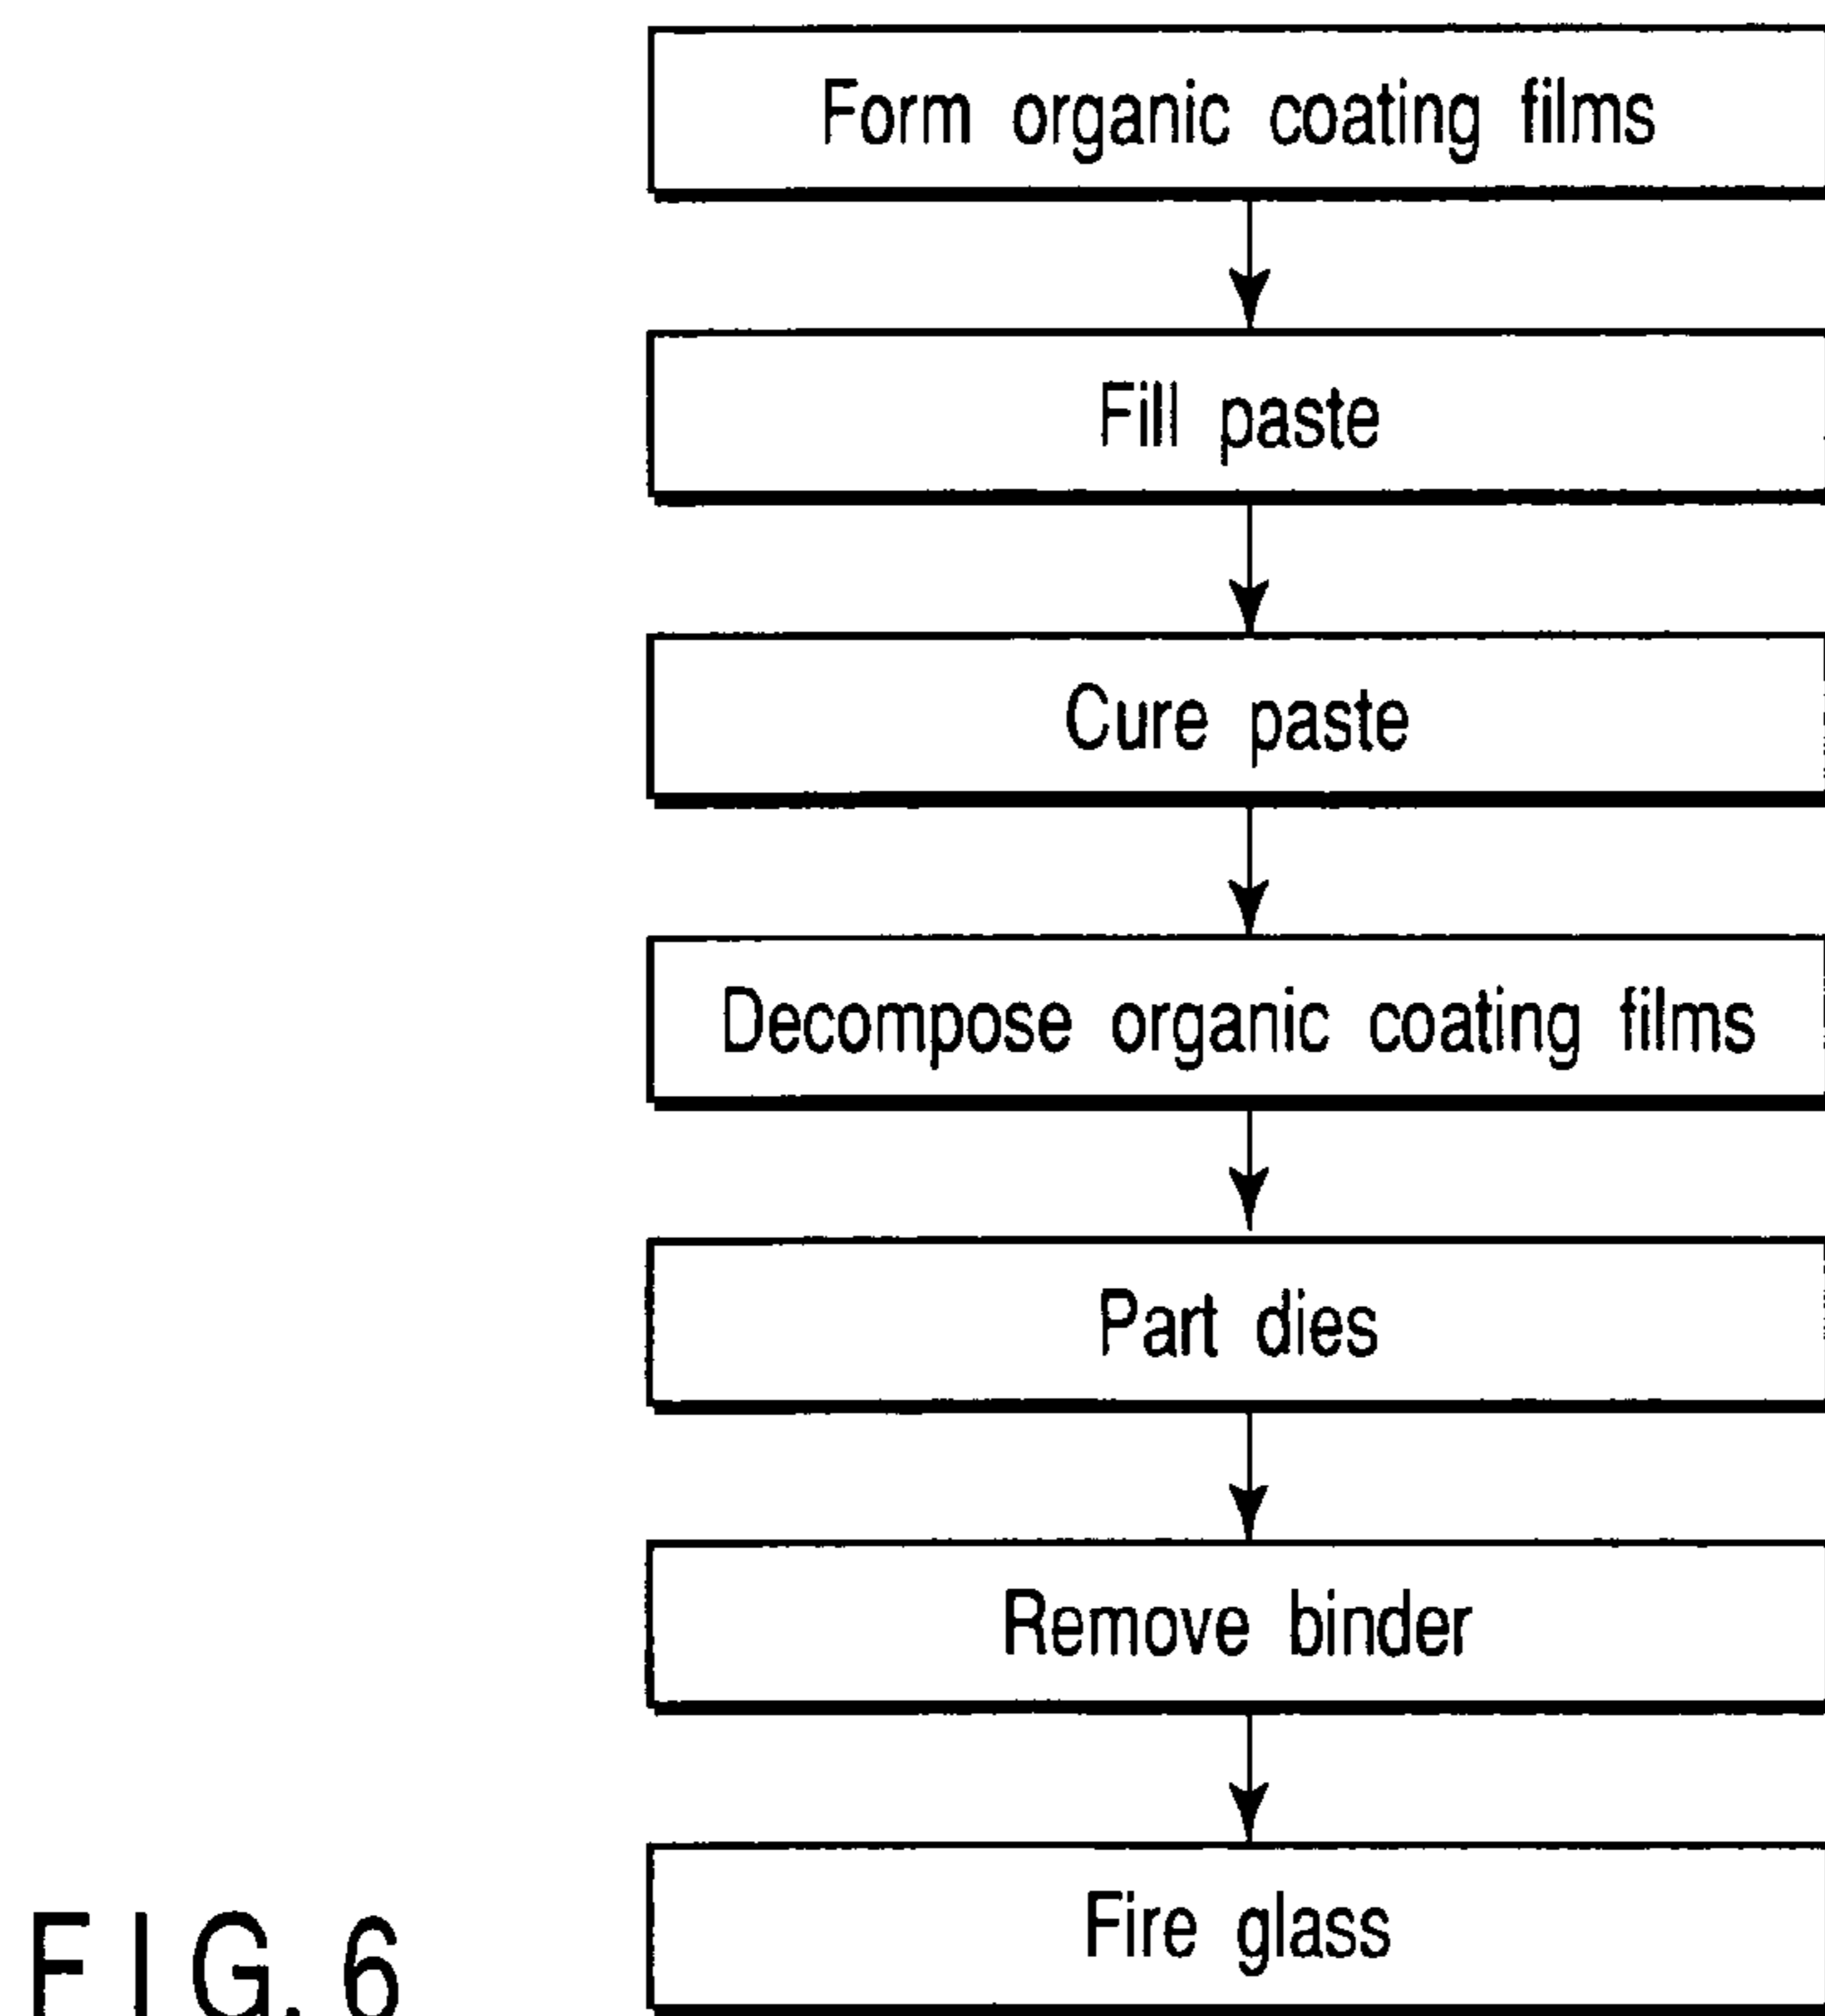 Form organic coating films
Fill paste
Cure paste
Decompose organic coating films
Part dies
Remove binder
Fire glass
FIG. 6